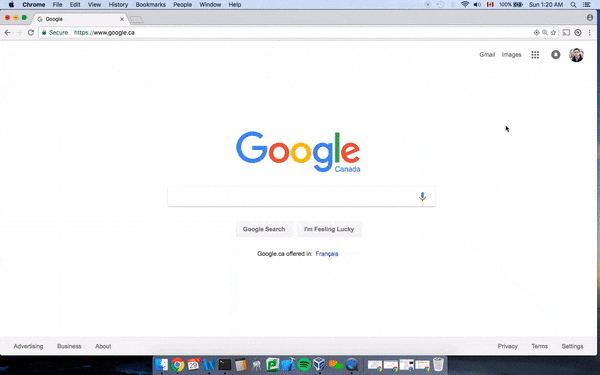 Chrome File Edit View History Bookmarks People Window Help 100% Sun 1:20 AM
Google
Secure https://www.google.ca
Gmail Images
Google
Canada
Google Search I'm Feeling Lucky
Google.ca offered in: Français
Advertising Business About Privacy Terms Settings